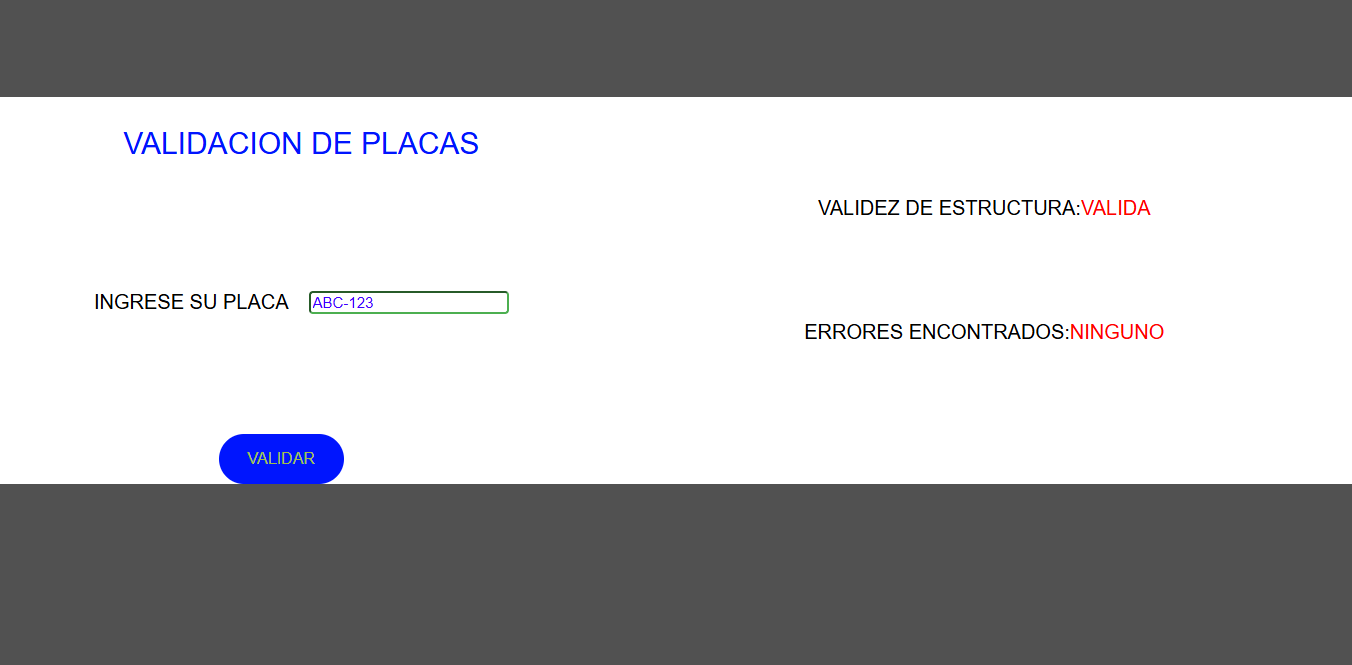 VALIDACION DE PLACAS
INGRESE SU PLACA
ABC-123
VALIDAR
VALIDEZ DE ESTRUCTURA:VALIDA
ERRORES ENCONTRADOS:NINGUNO